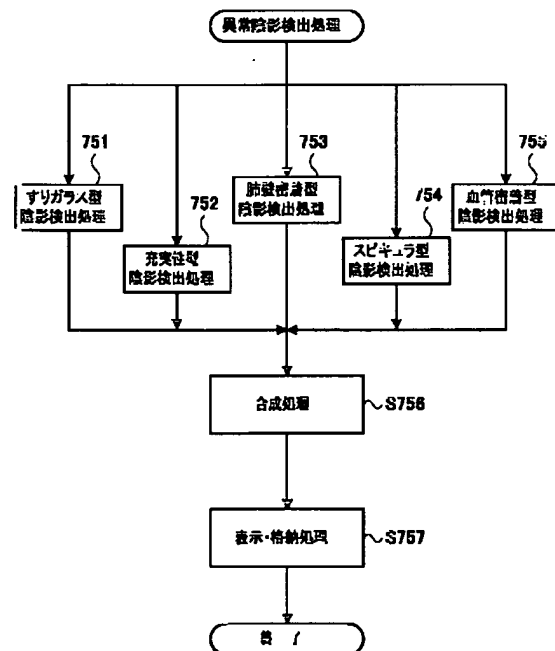 異常陰影検出処理
751
すりガラス型
陰影検出処理
752
充実性型
陰影検出処理
753
肺壁密着型
陰影検出処理
754
スピキュラ型
陰影検出処理
755
血管密着型
陰影検出処理
合成処理
S756
表示・格納処理
S757
終了